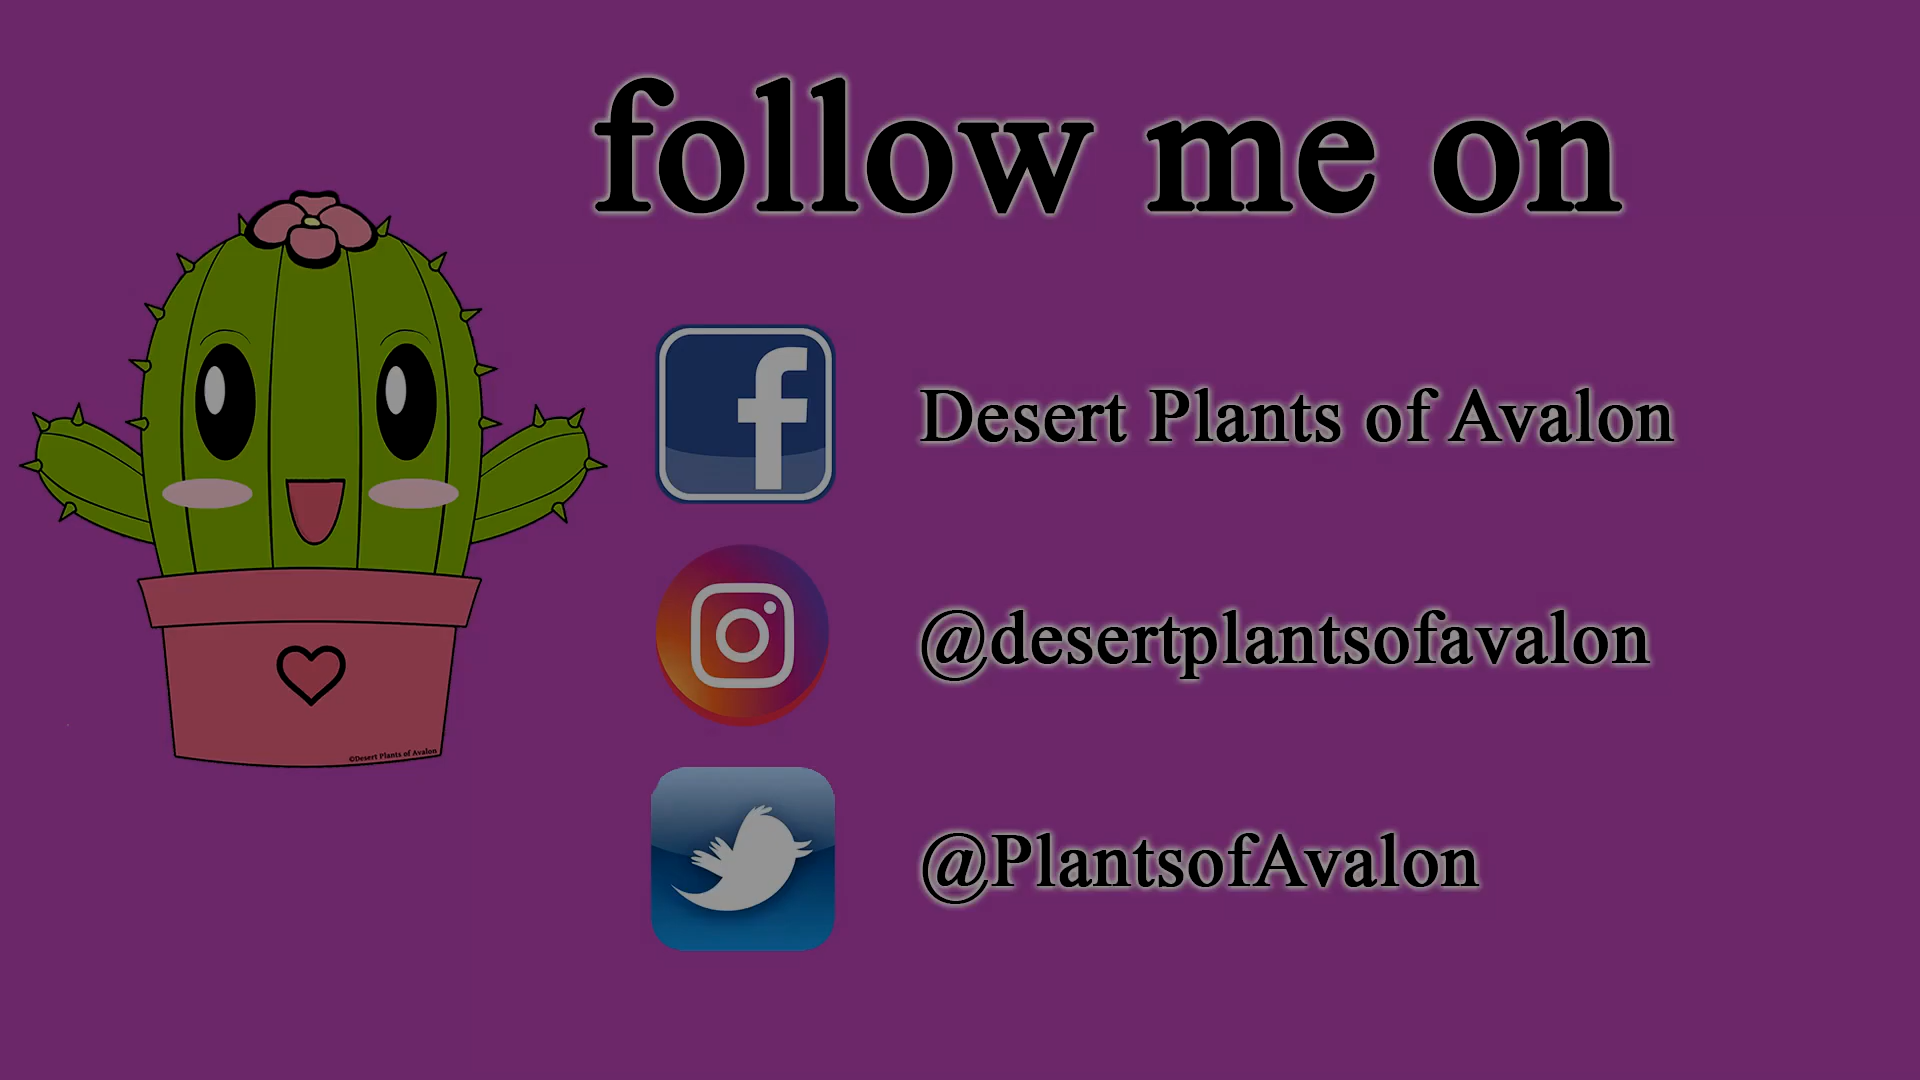 follow me on
Desert Plants of Avalon
@desertplantsofavalon
@PlantsofAvalon
©Desert Plants of Avalon